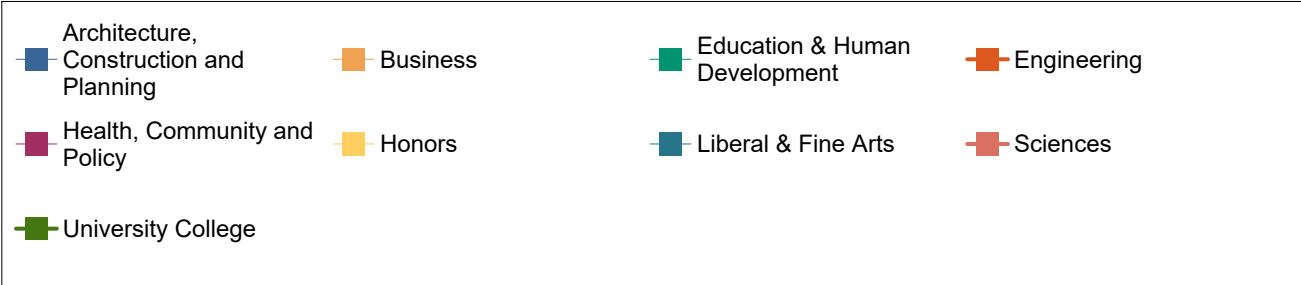 Architecture,
Construction and
Planning
Business
Education & Human
Development
Engineering
Health, Community and
Policy
Honors
Liberal & Fine Arts
Sciences
University College